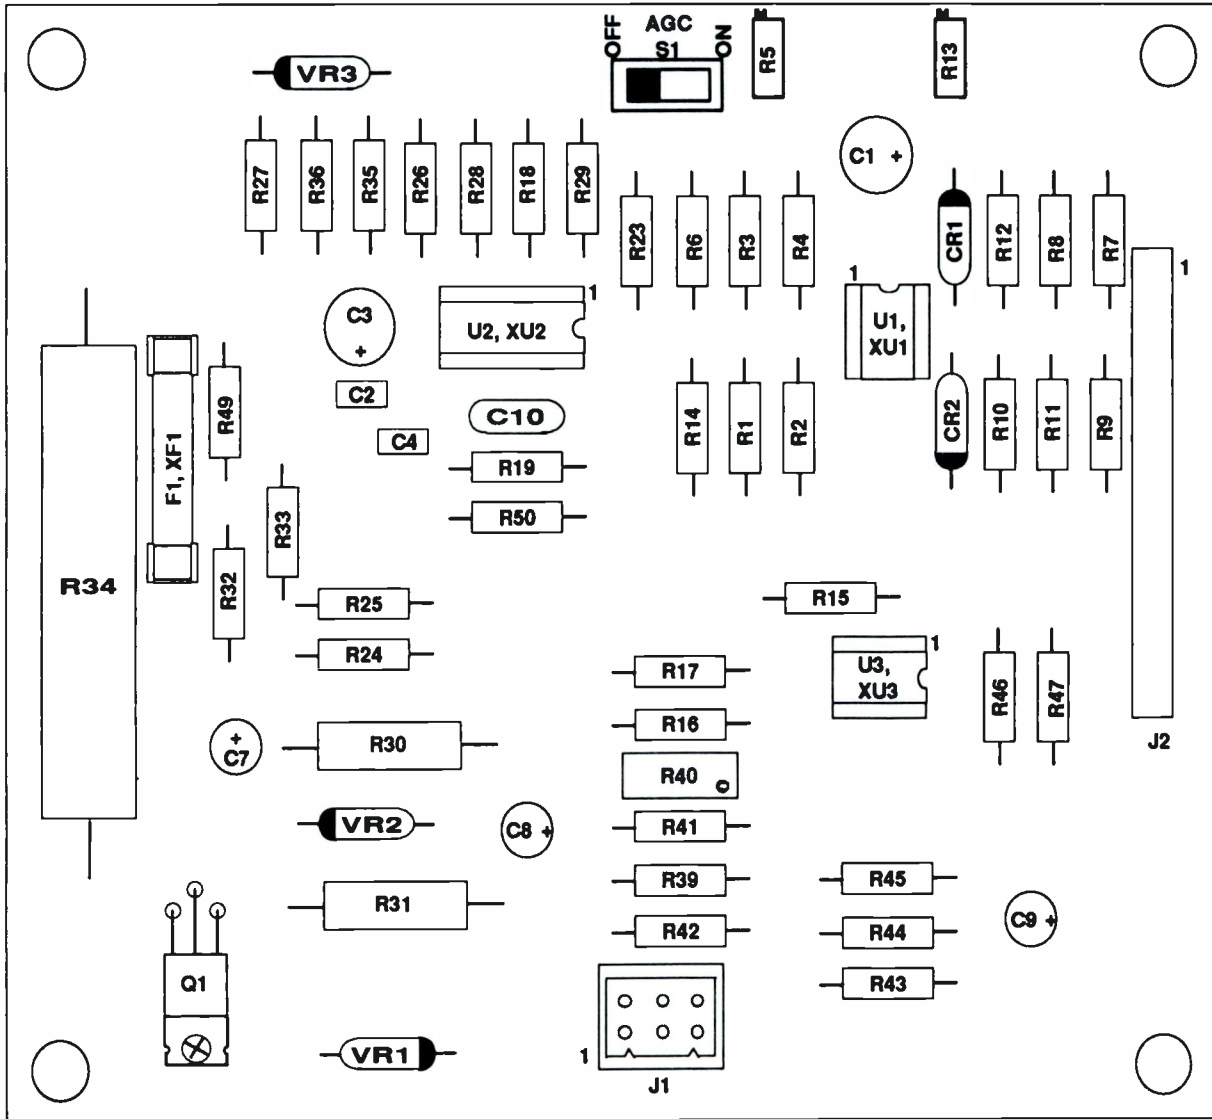 OFF
AGC
S1
ON
R5
R13
VR3
R27
R36
R35
R26
R28
R18
R29
C1 +
R23
R6
R3
R4
CR1
R12
R8
R7
1
1
1
C3
+
U2, XU2
U1,
XU1
C2
C10
C4
R49
F1, XF1
R19
R14
R1
R2
CR2
R10
R11
R9
R50
R33
R34
R32
R25
R15
R24
R17
U3,
XU3
1
R46
R47
R16
+
C7
R30
R40
J2
VR2
C8 +
R41
R39
R45
R31
R42
R44
C9 +
Q1
R43
VR1
1
J1